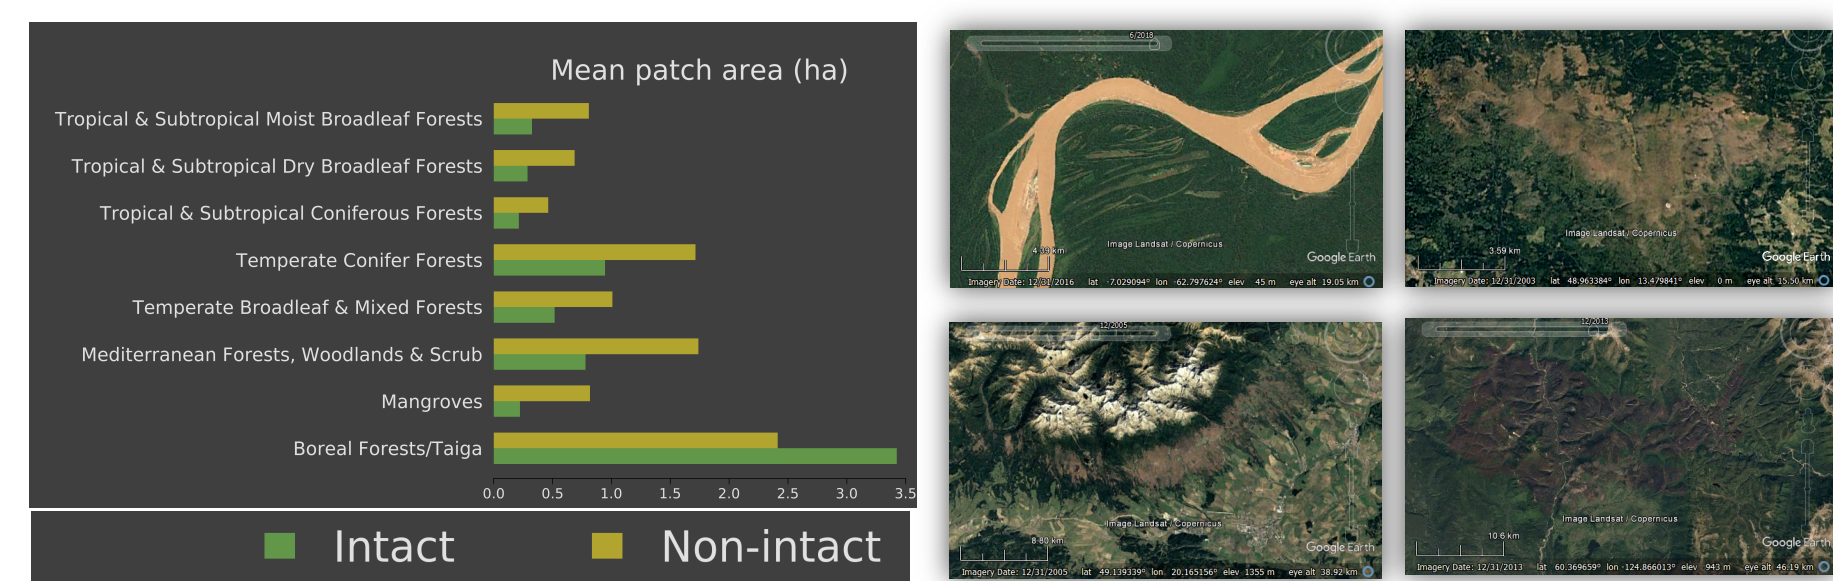 Mean patch area (ha)
Tropical & Subtropical Moist Broadleaf Forests
Tropical & Subtropical Dry Broadleaf Forests
Tropical & Subtropical Coniferous Forests
Temperate Conifer Forests
Temperate Broadleaf & Mixed Forests
Mediterranean Forests, Woodlands & Scrub
Mangroves
Boreal Forests/Taiga
0.0 0.5 1.0 1.5 2.0 2.5 3.0 3.5
Intact Non-intact
6/2018
Image Landsat / Copernicus
Google Earth
Imagery Date: 12/31/2016 lat -7.029094° lon -62.797624° elev 45 m eye alt 19.05 km
Image Landsat / Copernicus
3.59 km
Google Earth
Imagery Date: 12/31/2003 lat 48.963384° lon 13.479841° elev 0 m eye alt 15.50 km
12/2005
Image Landsat / Copernicus
8.80 km
Google Earth
Imagery Date: 12/31/2005 lat 49.139339° lon 20.165156° elev 1355 m eye alt 38.92 km
12/2013
Image Landsat / Copernicus
10.6 km
Google Earth
Imagery Date: 12/31/2013 lat 60.369659° lon -124.866013° elev 943 m eye alt 46.19 km